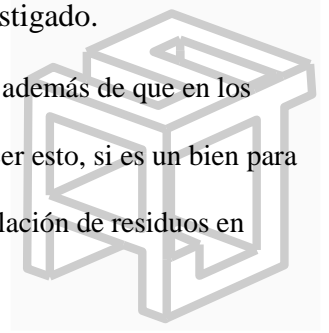 stigado.
además de que en los
er esto, si es un bien para
lación de residuos en